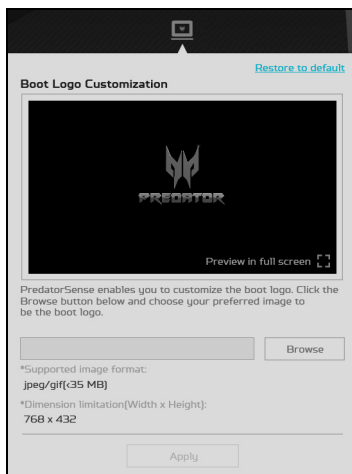 Restore to default
Boot Logo Customization
PREDATOR
Preview in full screen
PredatorSense enables you to customize the boot logo. Click the
Browse button below and choose your preferred image to
be the boot logo.
Browse
*Supported image format:
jpeg/gif(<35 MB)
*Dimension limitation(Width x Height):
768 x 432
Apply